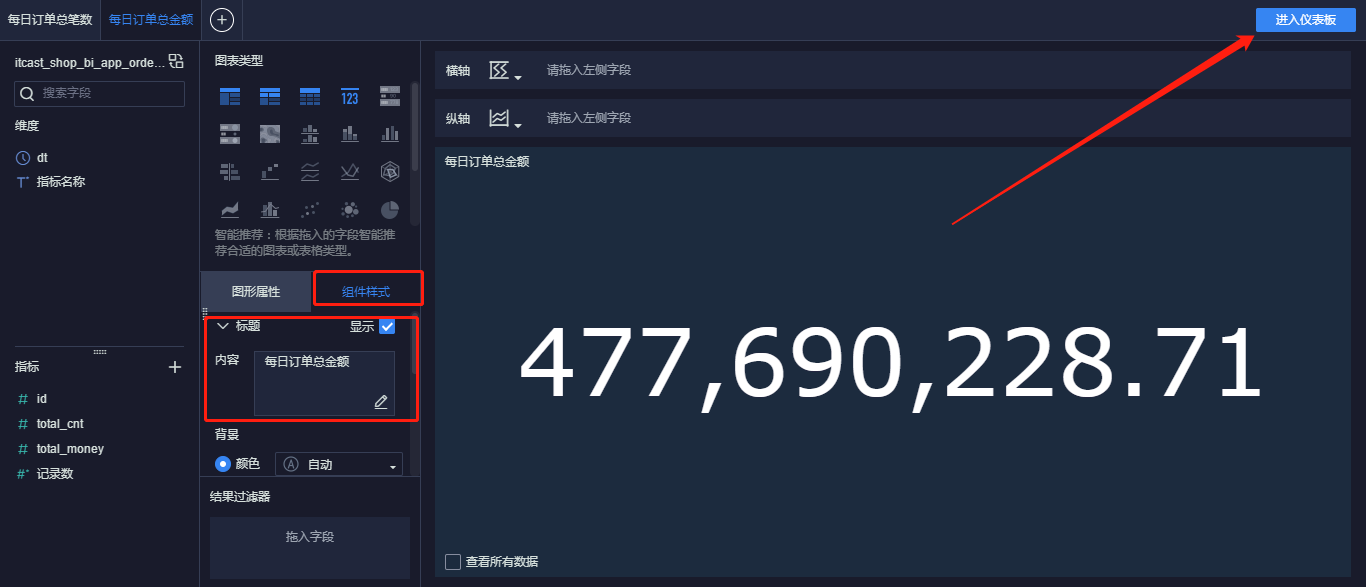 每日订单总笔数
每日订单总金额
进入仪表板
itcast_shop_bi_app_orde...
搜索字段
维度
dt
T* 指标名称
指标
# id
# total_cnt
# total_money
#* 记录数
图表类型
123
智能推荐：根据拖入的字段智能推
荐合适的图表或表格类型。
图形属性
组件样式
标题
显示
内容
每日订单总金额
背景
颜色
A 自动
结果过滤器
拖入字段
横轴
请拖入左侧字段
纵轴
请拖入左侧字段
每日订单总金额
477,690,228.71
查看所有数据